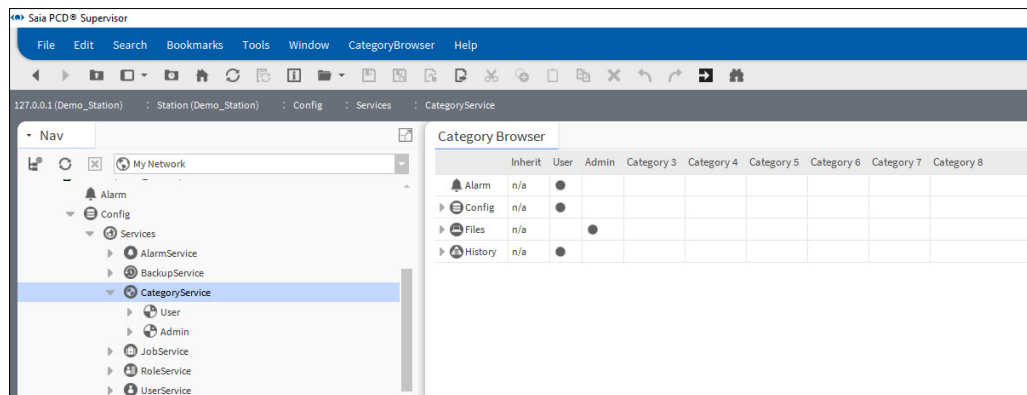 Saia PCD® Supervisor
File Edit Search Bookmarks Tools Window CategoryBrowser Help
127.0.0.1 (Demo_Station) : Station (Demo_Station) : Config : Services : CategoryService
Nav
My Network
Alarm
Config
Services
AlarmService
BackupService
CategoryService
User
Admin
JobService
RoleService
UserService
Category Browser
Inherit User Admin Category 3 Category 4 Category 5 Category 6 Category 7 Category 8
Alarm n/a
Config n/a
Files n/a
History n/a